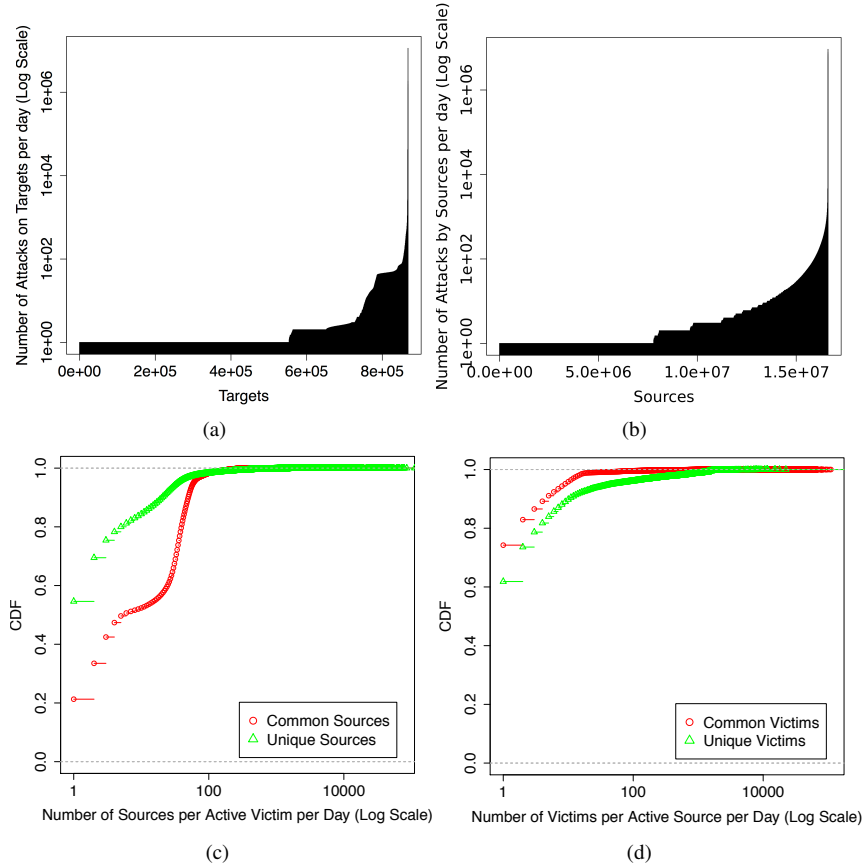 Number of Attacks on Targets per day (Log Scale)
1e+06
1e+04
1e+02
1e+00
0e+00 2e+05 4e+05 6e+05 8e+05
Targets
(a)
Number of Attacks by Sources per day (Log Scale)
1e+06
1e+04
1e+02
1e+00
0.0e+00 5.0e+06 1.0e+07 1.5e+07
Sources
(b)
CDF
1.0
0.8
0.6
0.4
0.2
0.0
Common Sources
Unique Sources
1 100 10000
Number of Sources per Active Victim per Day (Log Scale)
(c)
CDF
1.0
0.8
0.6
0.4
0.2
0.0
Common Victims
Unique Victims
1 100 10000
Number of Victims per Active Source per Day (Log Scale)
(d)